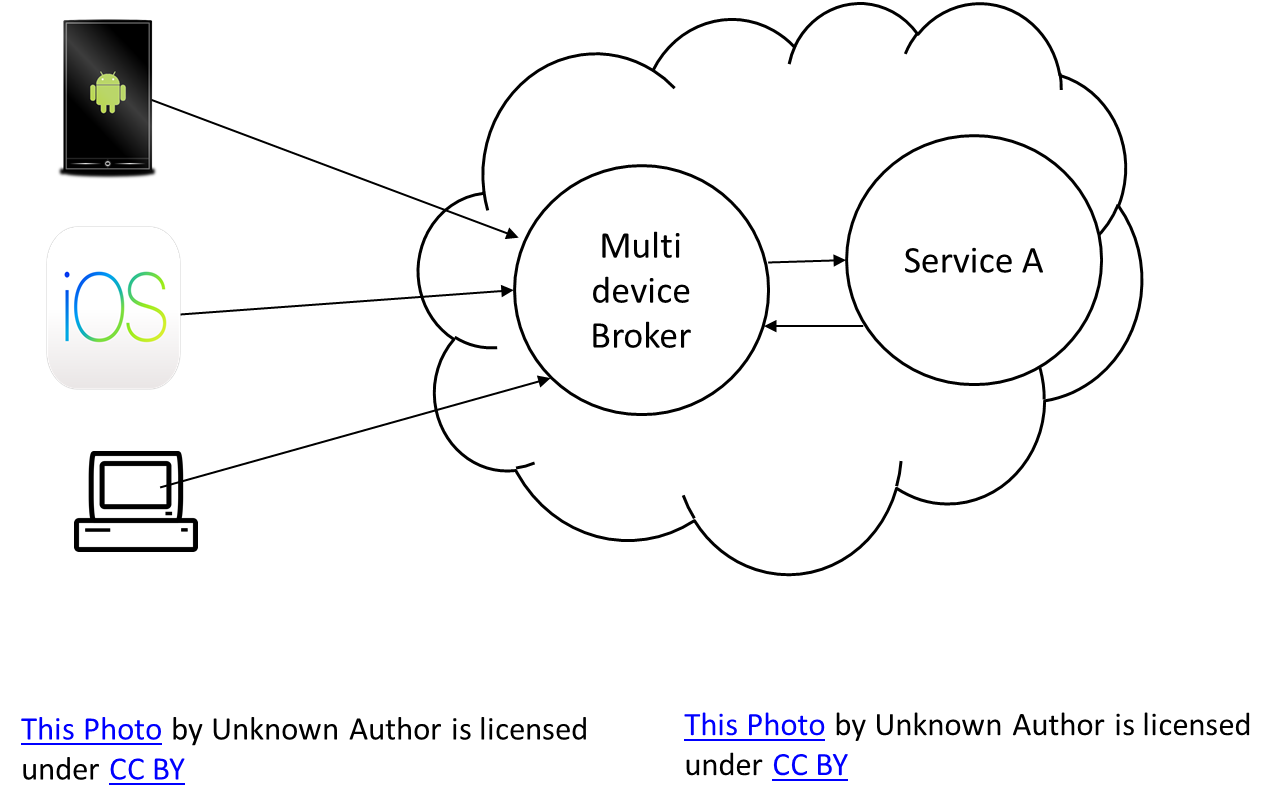 iOS
Multi
device
Broker
Service A
This Photo by Unknown Author is licensed
under CC BY
This Photo by Unknown Author is licensed
under CC BY